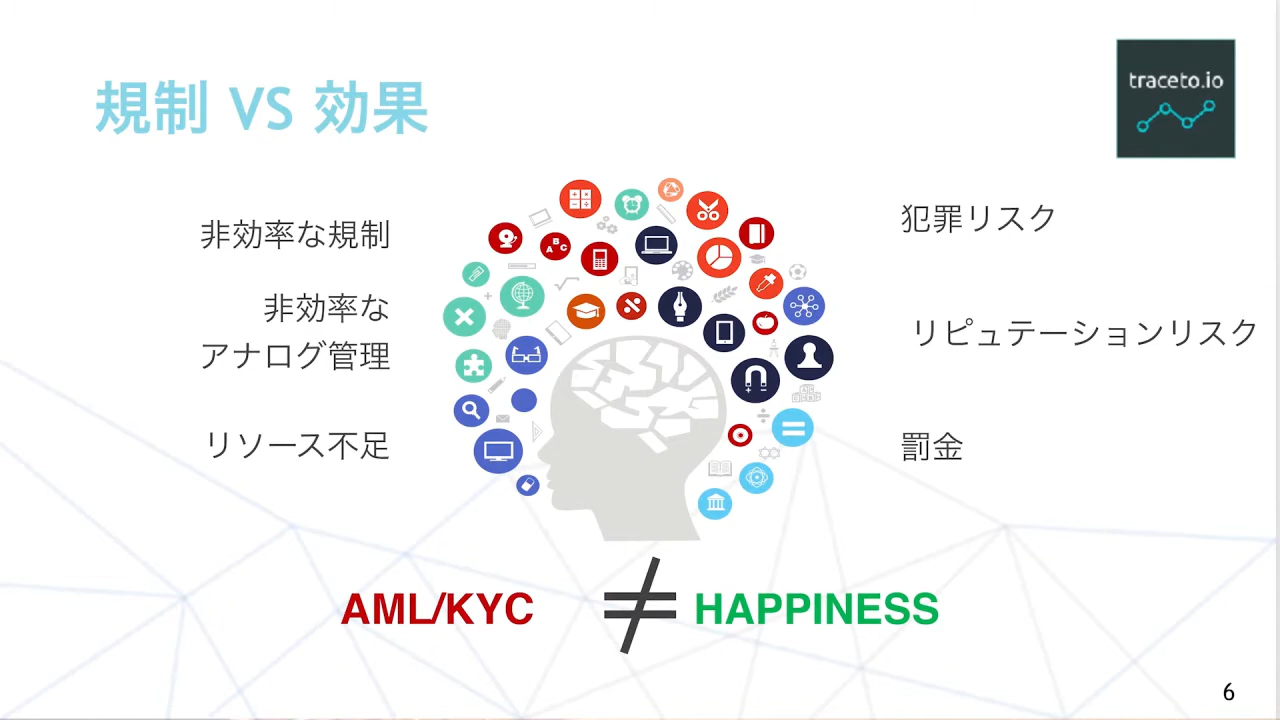 規制 VS 効果
traceto.io
非効率な規制
非効率な
アナログ管理
リソース不足
A B C
犯罪リスク
リピュテーションリスク
罰金
AML/KYC ≠ HAPPINESS
6